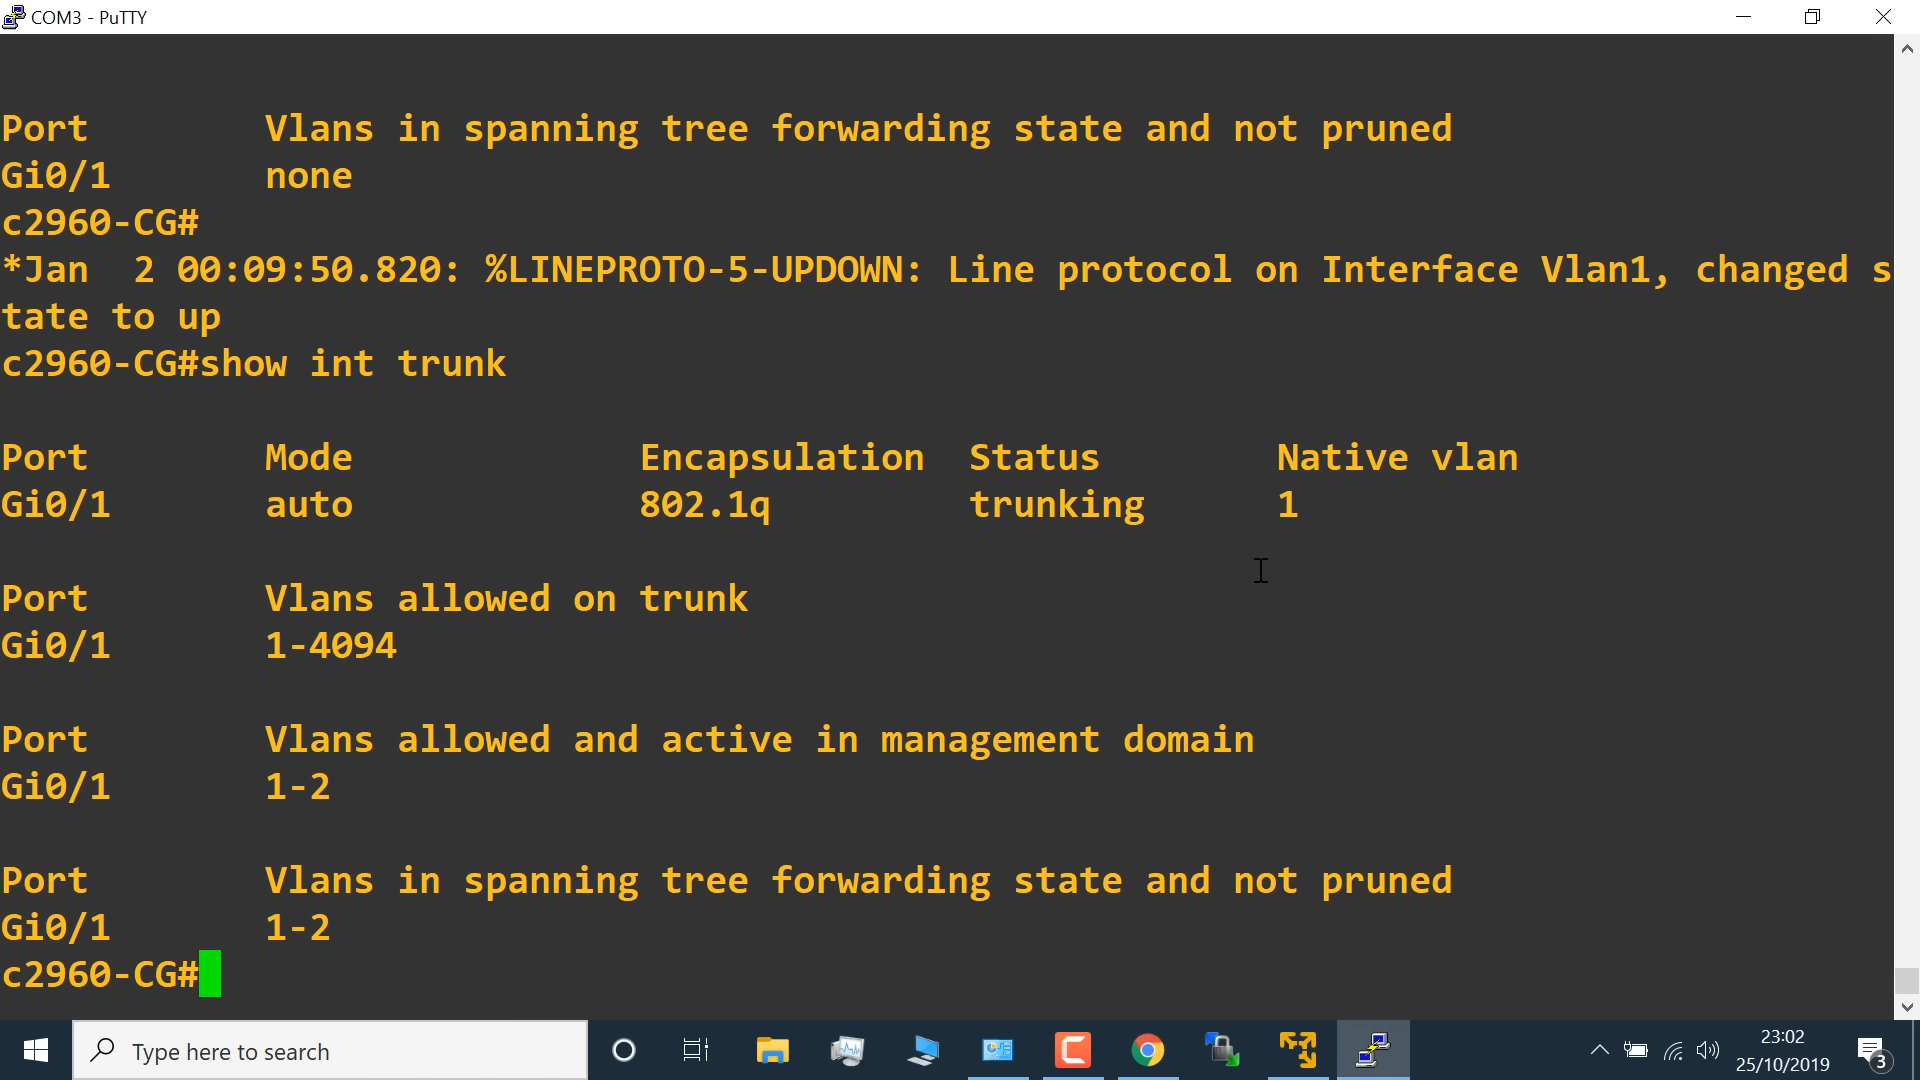 COM3 - PuTTY
Port Vlans in spanning tree forwarding state and not pruned
Gi0/1 none
c2960-CG#
*Jan  2 00:09:50.820: %LINEPROTO-5-UPDOWN: Line protocol on Interface Vlan1, changed s
tate to up
c2960-CG#show int trunk
Port Mode Encapsulation Status Native vlan
Gi0/1 auto 802.1q trunking 1
Port Vlans allowed on trunk
Gi0/1 1-4094
Port Vlans allowed and active in management domain
Gi0/1 1-2
Port Vlans in spanning tree forwarding state and not pruned
Gi0/1 1-2
c2960-CG#
Type here to search
23:02
25/10/2019
3